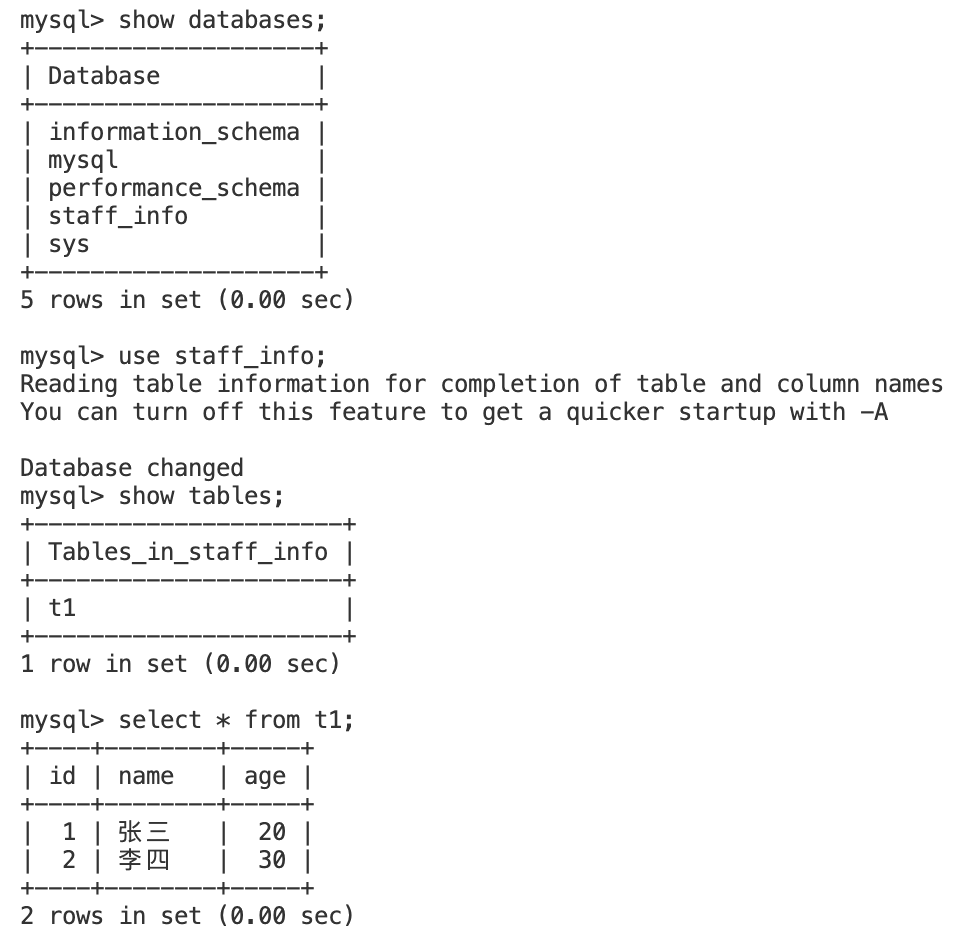 mysql> show databases;
+--------------------+
| Database           |
+--------------------+
| information_schema |
| mysql              |
| performance_schema |
| staff_info         |
| sys                |
+--------------------+
5 rows in set (0.00 sec)

mysql> use staff_info;
Reading table information for completion of table and column names
You can turn off this feature to get a quicker startup with -A

Database changed
mysql> show tables;
+----------------------+
| Tables_in_staff_info |
+----------------------+
| t1                   |
+----------------------+
1 row in set (0.00 sec)

mysql> select * from t1;
+----+--------+-----+
| id | name   | age |
+----+--------+-----+
|  1 | 张三   |  20 |
|  2 | 李四   |  30 |
+----+--------+-----+
2 rows in set (0.00 sec)